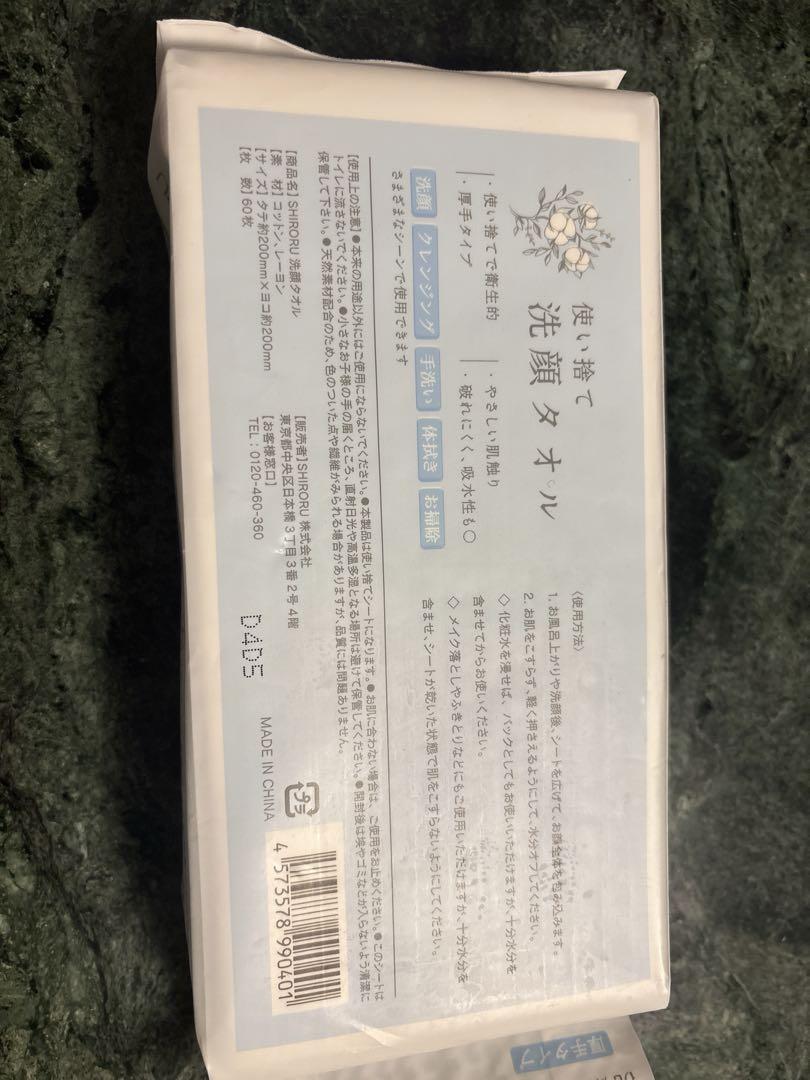 使い捨て
洗顔タオル
・使い捨てで衛生的
・厚手タイプ
・やさしい肌触り
・破れにくく、吸水性も〇
洗顔 クレンジング 手洗い 体拭き お掃除
さまざまなシーンで使用できます
〈使用方法〉
1. お風呂上がりや洗顔後、シートを広げて、お顔全体を包み込みます。
2. お肌をこすらず、軽く押さえるようにして、水分オフしてください。
◇ 化粧水を浸せば、パックとしてもお使いいただけますが、十分水分を
含ませてからお使いください。
◇ メイク落としやふきとりなどにもご使用いただけますが、十分水分を
含ませ、シートが乾いた状態で肌をこすらないようにしてください。
【使用上の注意】●本来の用途以外にはご使用にならないでください。●本製品は使い捨てシートになります。●お肌に合わない場合は、ご使用をお止めください。●このシートは
トイレに流さないでください。●小さなお子様の手の届くところ、直射日光や高温多湿となる場所は避けて保管してください。●開封後は埃やゴミなどが入らないよう清潔に
保管して下さい。●天然素材配合のため、色のついた点や繊維がみられる場合がありますが、品質には問題ありません。
【商品名】SHIRORU 洗顔タオル
【素 材】コットン、レーヨン
【サイズ】タテ約200mm×ヨコ約200mm
【枚 数】60枚
【販売者】SHIRORU 株式会社
東京都中央区日本橋3丁目3番2号4階
【お客様窓口】
TEL：0120-460-360
D4D5
MADE IN CHINA
プラ
4 573578 990401
厚手タイプ